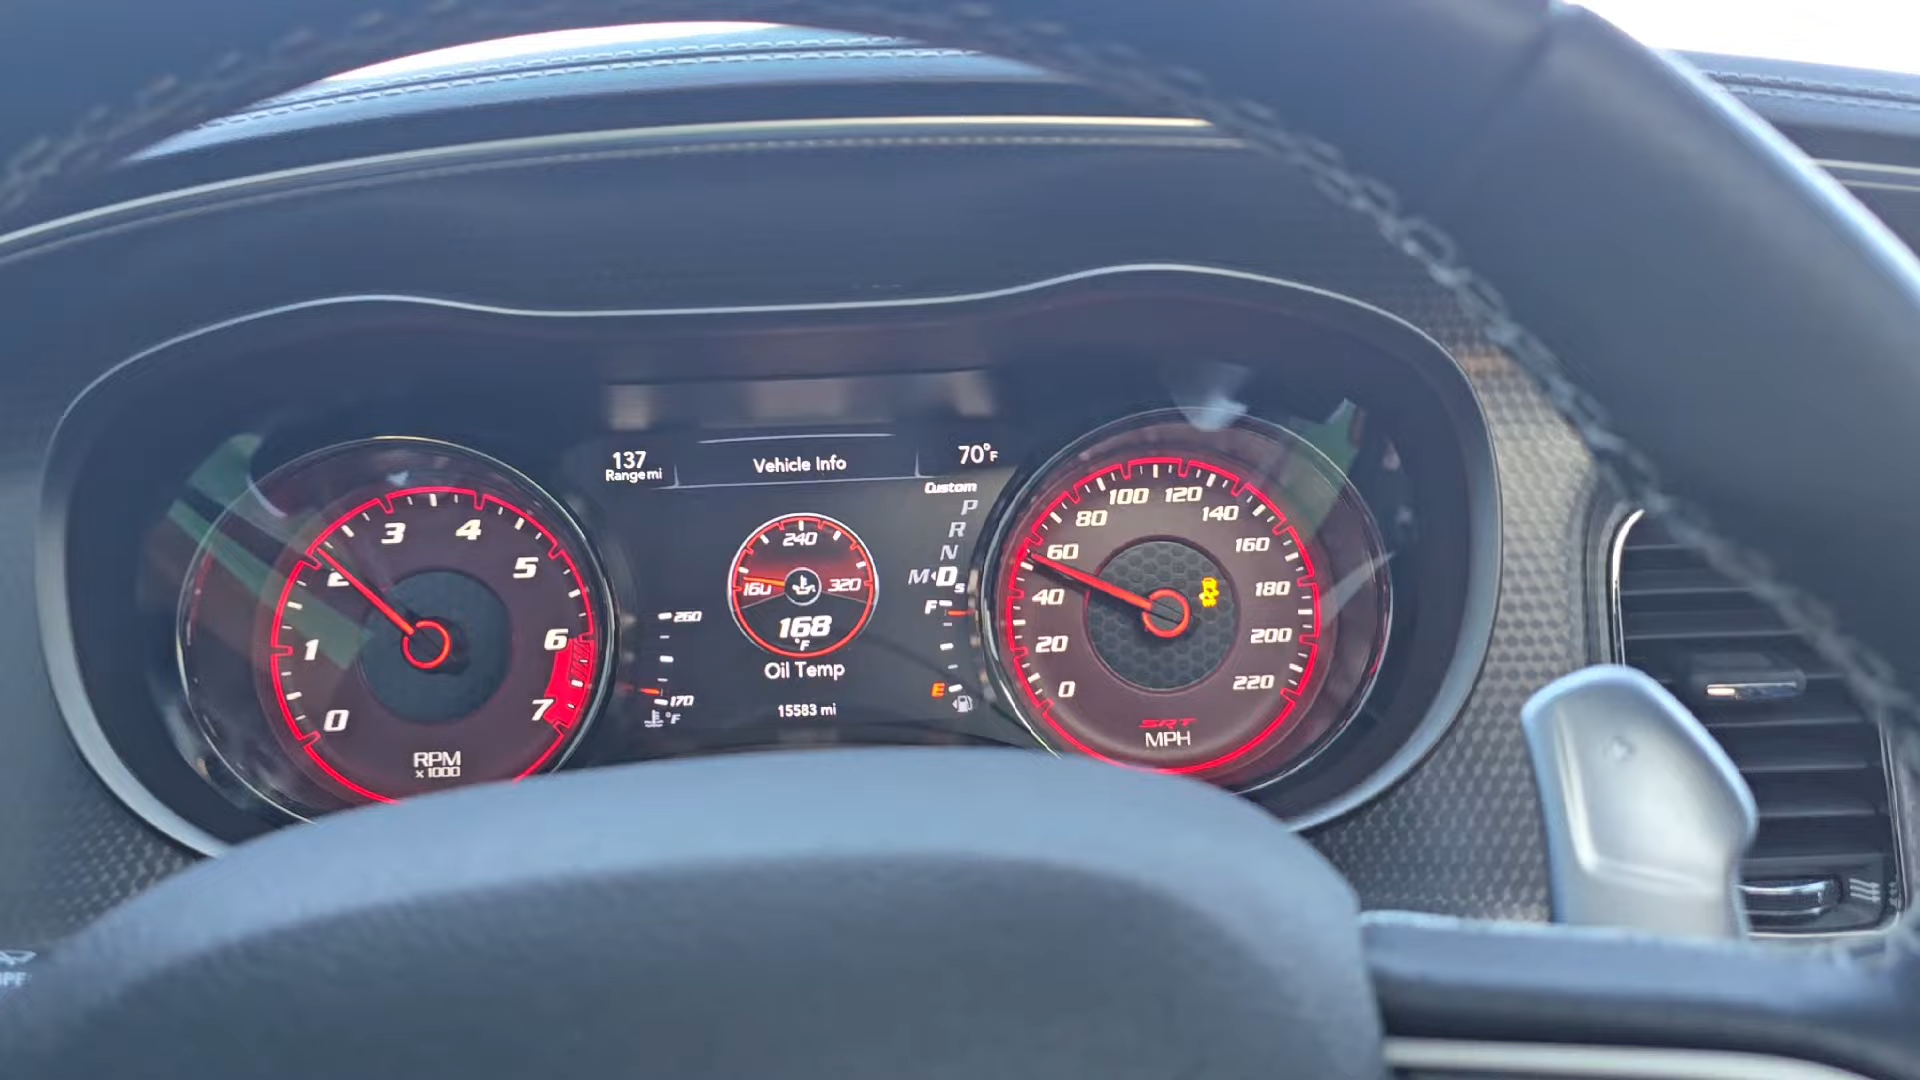 137
Range mi
Vehicle Info
70°F
Custom
P
R
N
M D
S
0
1
2
3
4
5
6
7
RPM
x 1000
260
170
°F
160
240
320
168
°F
Oil Temp
15583 mi
F
E
0
20
40
60
80
100
120
140
160
180
200
220
SRT
MPH